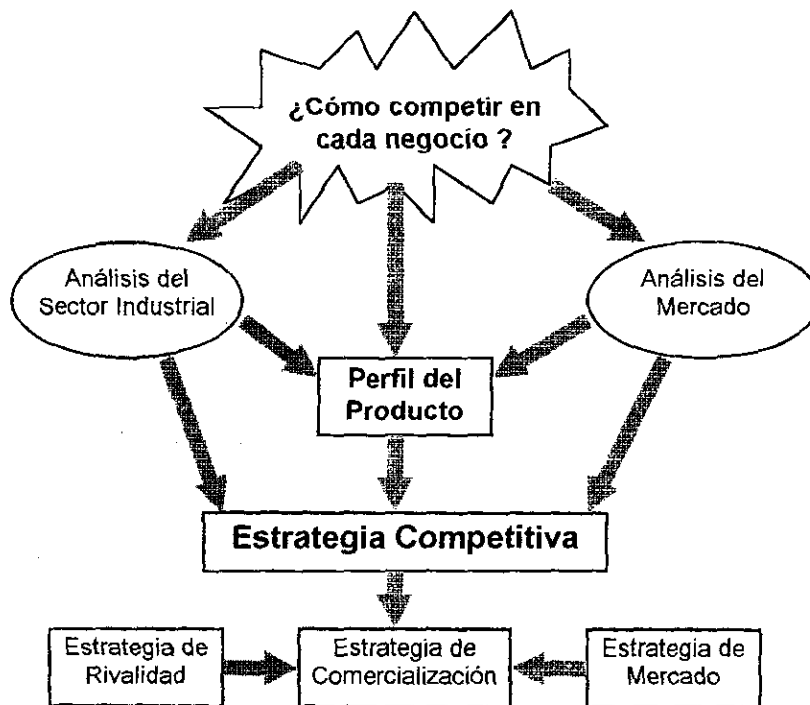 ¿Cómo competir en
cada negocio ?
Análisis del
Sector Industrial
Análisis del
Mercado
Perfil del
Producto
Estrategia Competitiva
Estrategia de
Rivalidad
Estrategia de
Comercialización
Estrategia de
Mercado